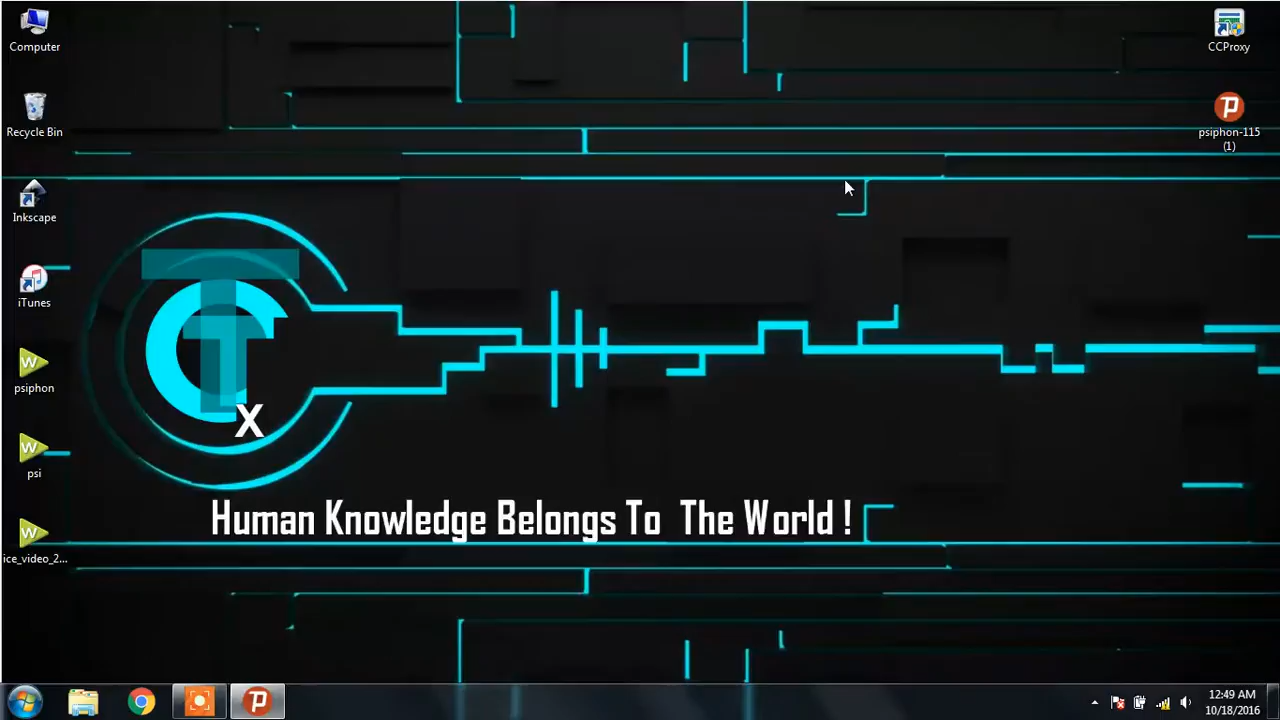 Computer
Recycle Bin
Inkscape
iTunes
psiphon
psi
ice_video_2...
CCProxy
psiphon-115
(1)
T
C
T
X
Human Knowledge Belongs To The World !
12:49 AM
10/18/2016